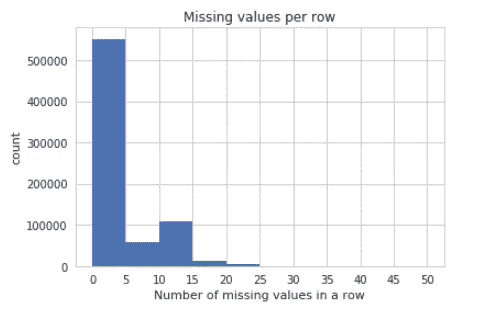 Missing values per row
500000
400000
300000
200000
100000
0
count
0 5 10 15 20 25 30 35 40 45 50
Number of missing values in a row